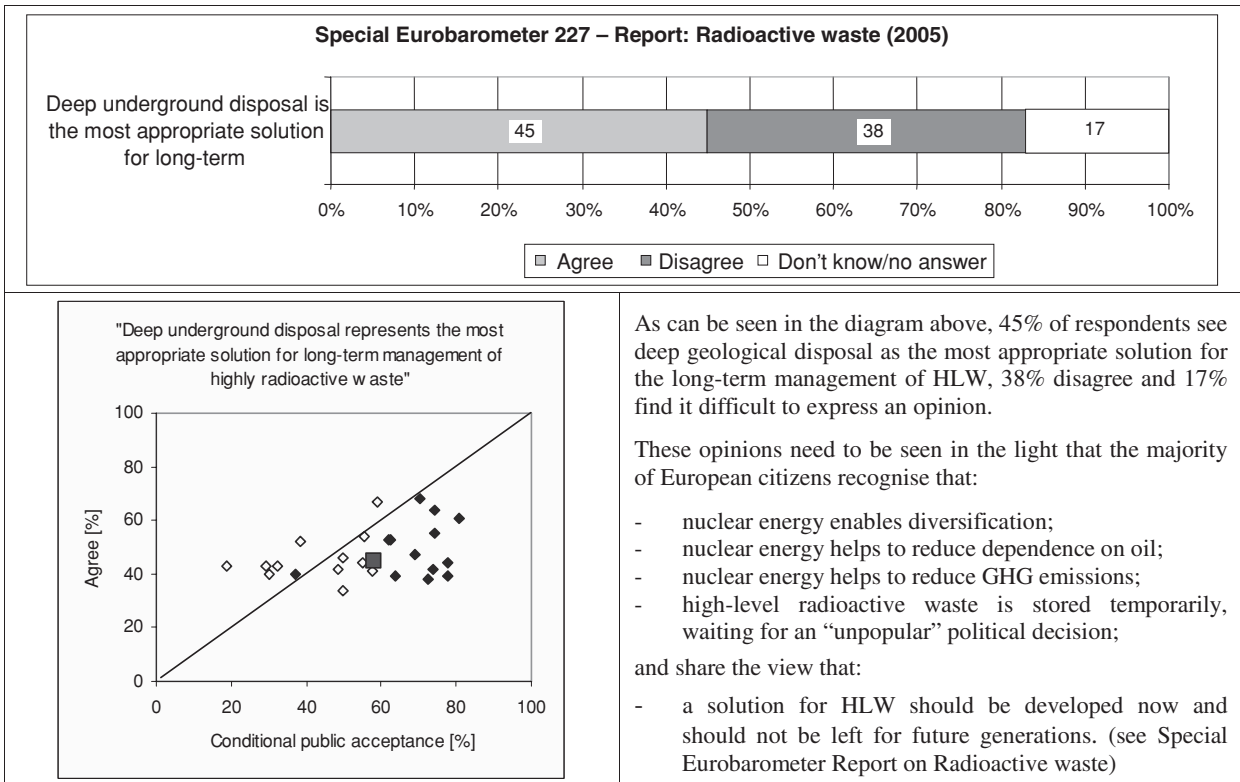 Special Eurobarometer 227 – Report: Radioactive waste (2005)
Deep underground disposal is
the most appropriate solution
for long-term
45
38
17
0% 10% 20% 30% 40% 50% 60% 70% 80% 90% 100%
Agree Disagree Don't know/no answer
"Deep underground disposal represents the most
appropriate solution for long-term management of
highly radioactive waste"
Agree [%]
100
80
60
40
20
0
0 20 40 60 80 100
Conditional public acceptance [%]
As can be seen in the diagram above, 45% of respondents see
deep geological disposal as the most appropriate solution for
the long-term management of HLW, 38% disagree and 17%
find it difficult to express an opinion.
These opinions need to be seen in the light that the majority
of European citizens recognise that:
- nuclear energy enables diversification;
- nuclear energy helps to reduce dependence on oil;
- nuclear energy helps to reduce GHG emissions;
- high-level radioactive waste is stored temporarily,
waiting for an “unpopular” political decision;
and share the view that:
- a solution for HLW should be developed now and
should not be left for future generations. (see Special
Eurobarometer Report on Radioactive waste)